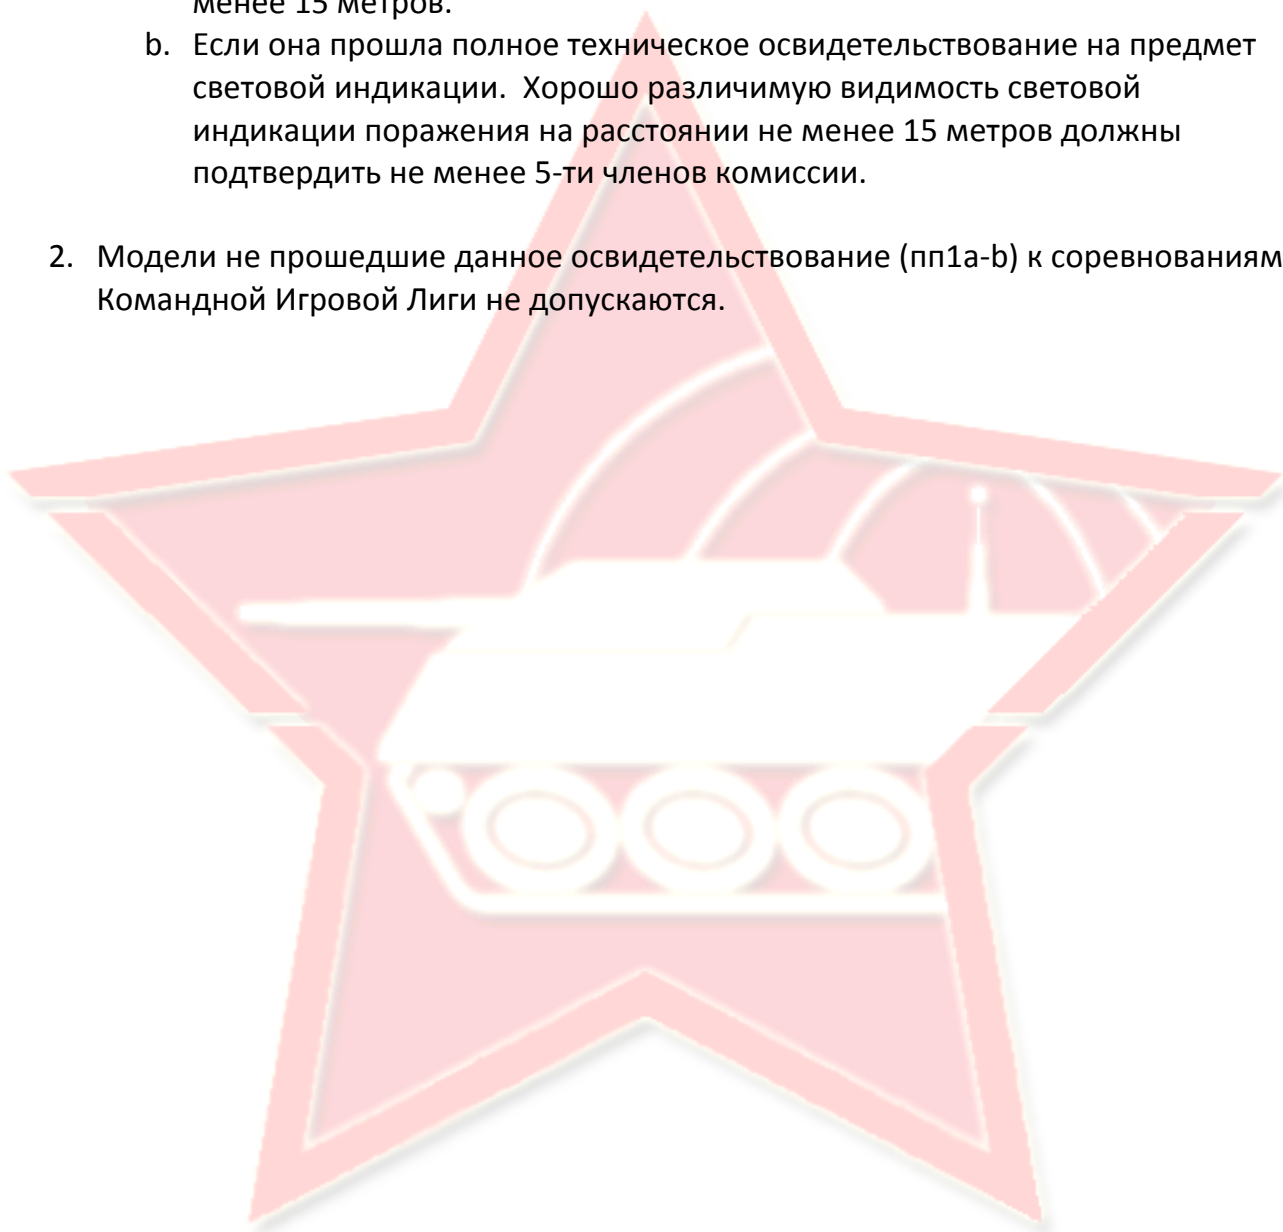 менее 15 метров.
b. Если она прошла полное техническое освидетельствование на предмет
световой индикации. Хорошо различимую видимость световой
индикации поражения на расстоянии не менее 15 метров должны
подтвердить не менее 5-ти членов комиссии.
2. Модели не прошедшие данное освидетельствование (пп1a-b) к соревнованиям
Командной Игровой Лиги не допускаются.